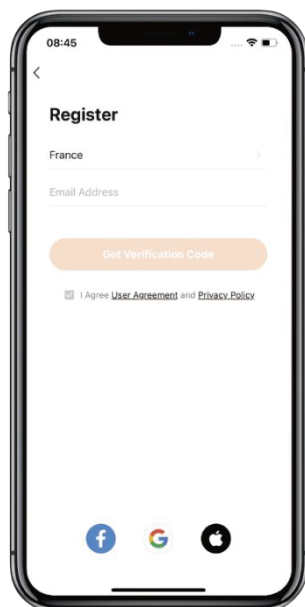 08:45
Register
France
Email Address
Get Verification Code
I Agree User Agreement and Privacy Policy